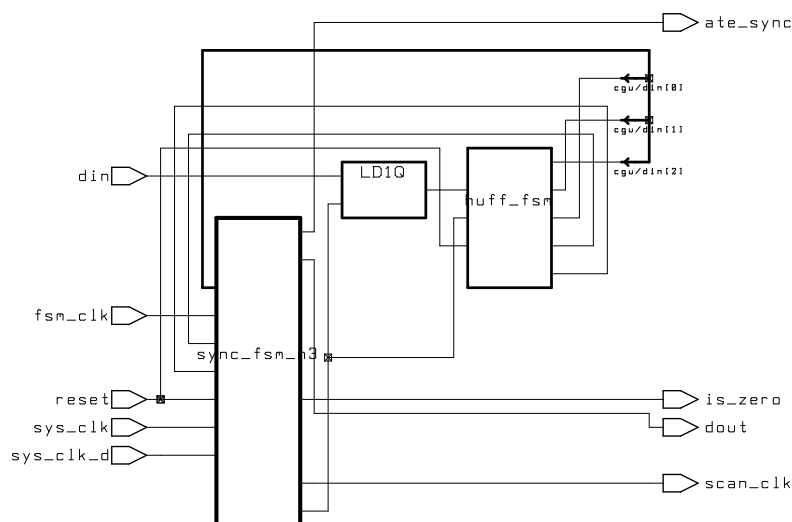 ate_sync
cgu/din[0]
cgu/din[1]
cgu/din[2]
din
LD1Q
huff_fsm
fsm_clk
sync_fsm_n3
reset
is_zero
sys_clk
dout
sys_clk_d
scan_clk